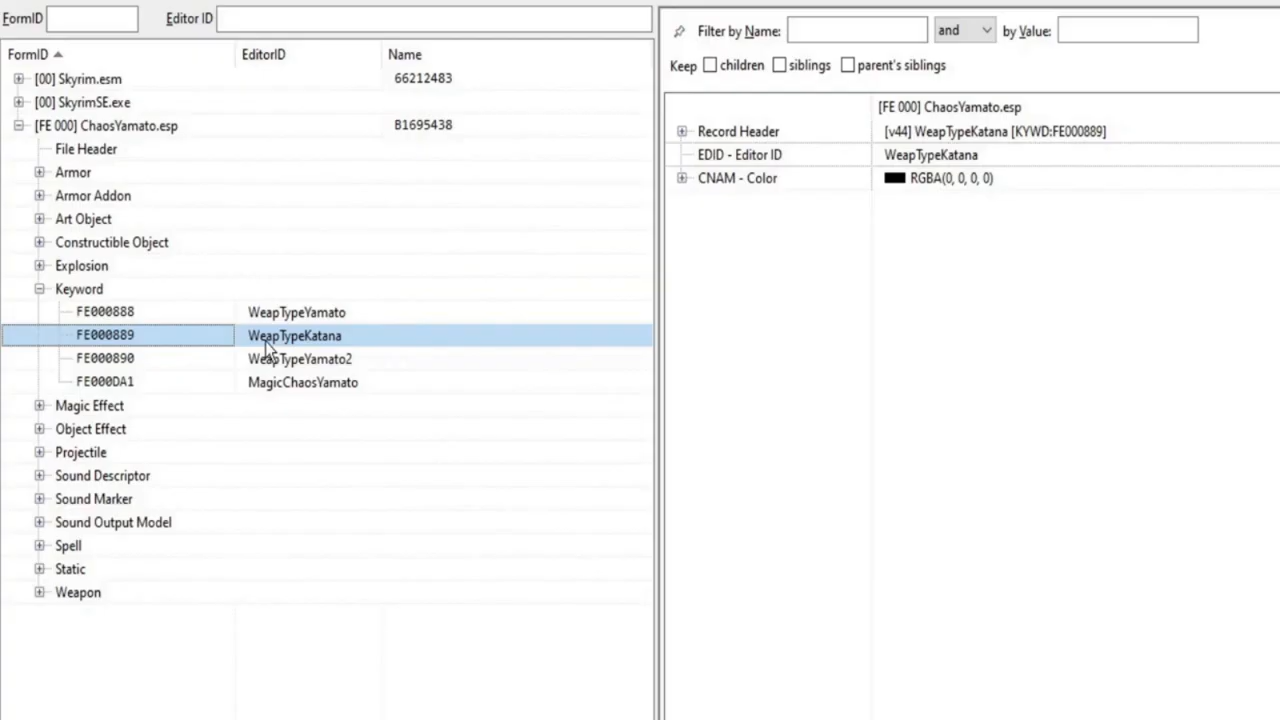 FormID
Editor ID
FormID EditorID Name
[00] Skyrim.esm 66212483
[00] SkyrimSE.exe
[FE 000] ChaosYamato.esp B1695438
File Header
Armor
Armor Addon
Art Object
Constructible Object
Explosion
Keyword
FE000888 WeapTypeYamato
FE000889 WeapTypeKatana
FE000890 WeapTypeYamato2
FE000DA1 MagicChaosYamato
Magic Effect
Object Effect
Projectile
Sound Descriptor
Sound Marker
Sound Output Model
Spell
Static
Weapon
Filter by Name: and by Value:
Keep children siblings parent's siblings
[FE 000] ChaosYamato.esp
Record Header [v44] WeapTypeKatana [KYWD:FE000889]
EDID - Editor ID WeapTypeKatana
CNAM - Color RGBA(0, 0, 0, 0)